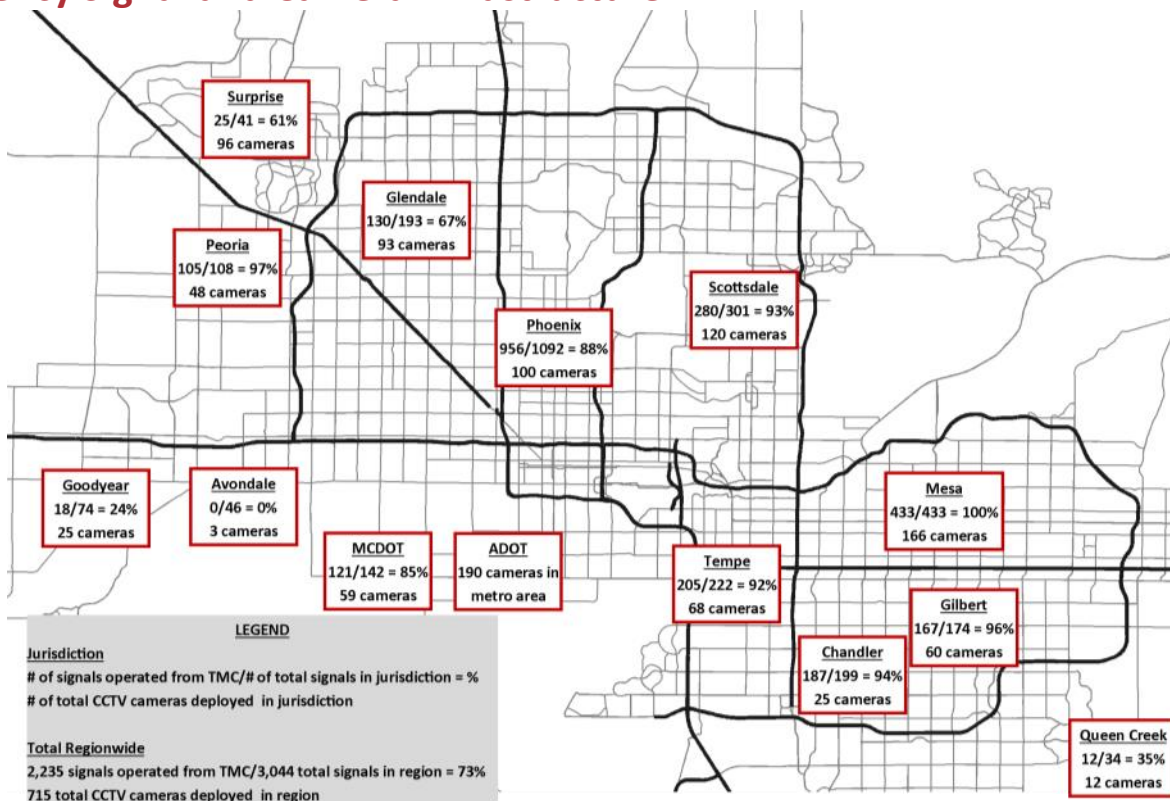 Surprise
25/41 = 61%
96 cameras
Glendale
130/193 = 67%
93 cameras
Peoria
105/108 = 97%
48 cameras
Scottsdale
280/301 = 93%
120 cameras
Phoenix
956/1092 = 88%
100 cameras
Goodyear
18/74 = 24%
25 cameras
Avondale
0/46 = 0%
3 cameras
MCDOT
121/142 = 85%
59 cameras
ADOT
190 cameras in
metro area
Mesa
433/433 = 100%
166 cameras
Tempe
205/222 = 92%
68 cameras
Gilbert
167/174 = 96%
60 cameras
Chandler
187/199 = 94%
25 cameras
Queen Creek
12/34 = 35%
12 cameras
LEGEND
Jurisdiction
# of signals operated from TMC/# of total signals in jurisdiction = %
# of total CCTV cameras deployed in jurisdiction
Total Regionwide
2,235 signals operated from TMC/3,044 total signals in region = 73%
715 total CCTV cameras deployed in region